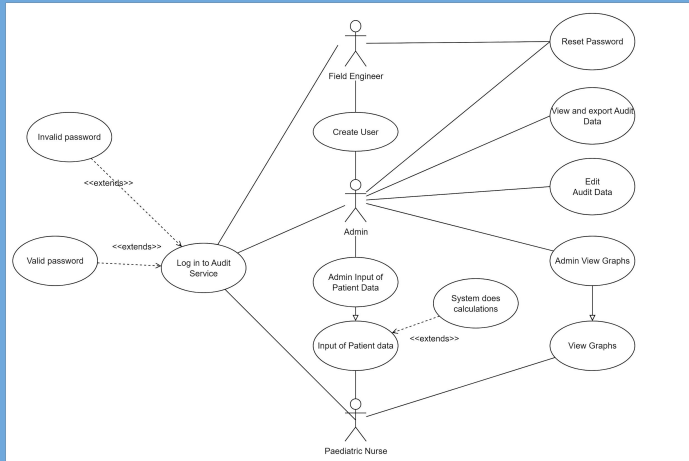 Field Engineer
Reset Password
Create User
Invalid password
View and export Audit
Data
<<extends>>
Edit
Audit Data
Admin
<<extends>>
Valid password
Log in to Audit
Service
Admin Input of
Patient Data
Admin View Graphs
System does
calculations
<<extends>>
Input of Patient data
View Graphs
Paediatric Nurse